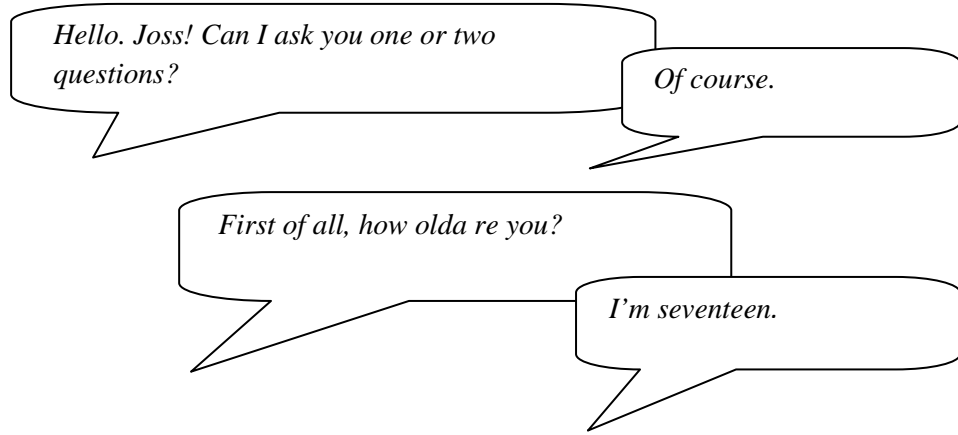 Hello. Joss! Can I ask you one or two
questions?
Of course.
First of all, how olda re you?
I’m seventeen.